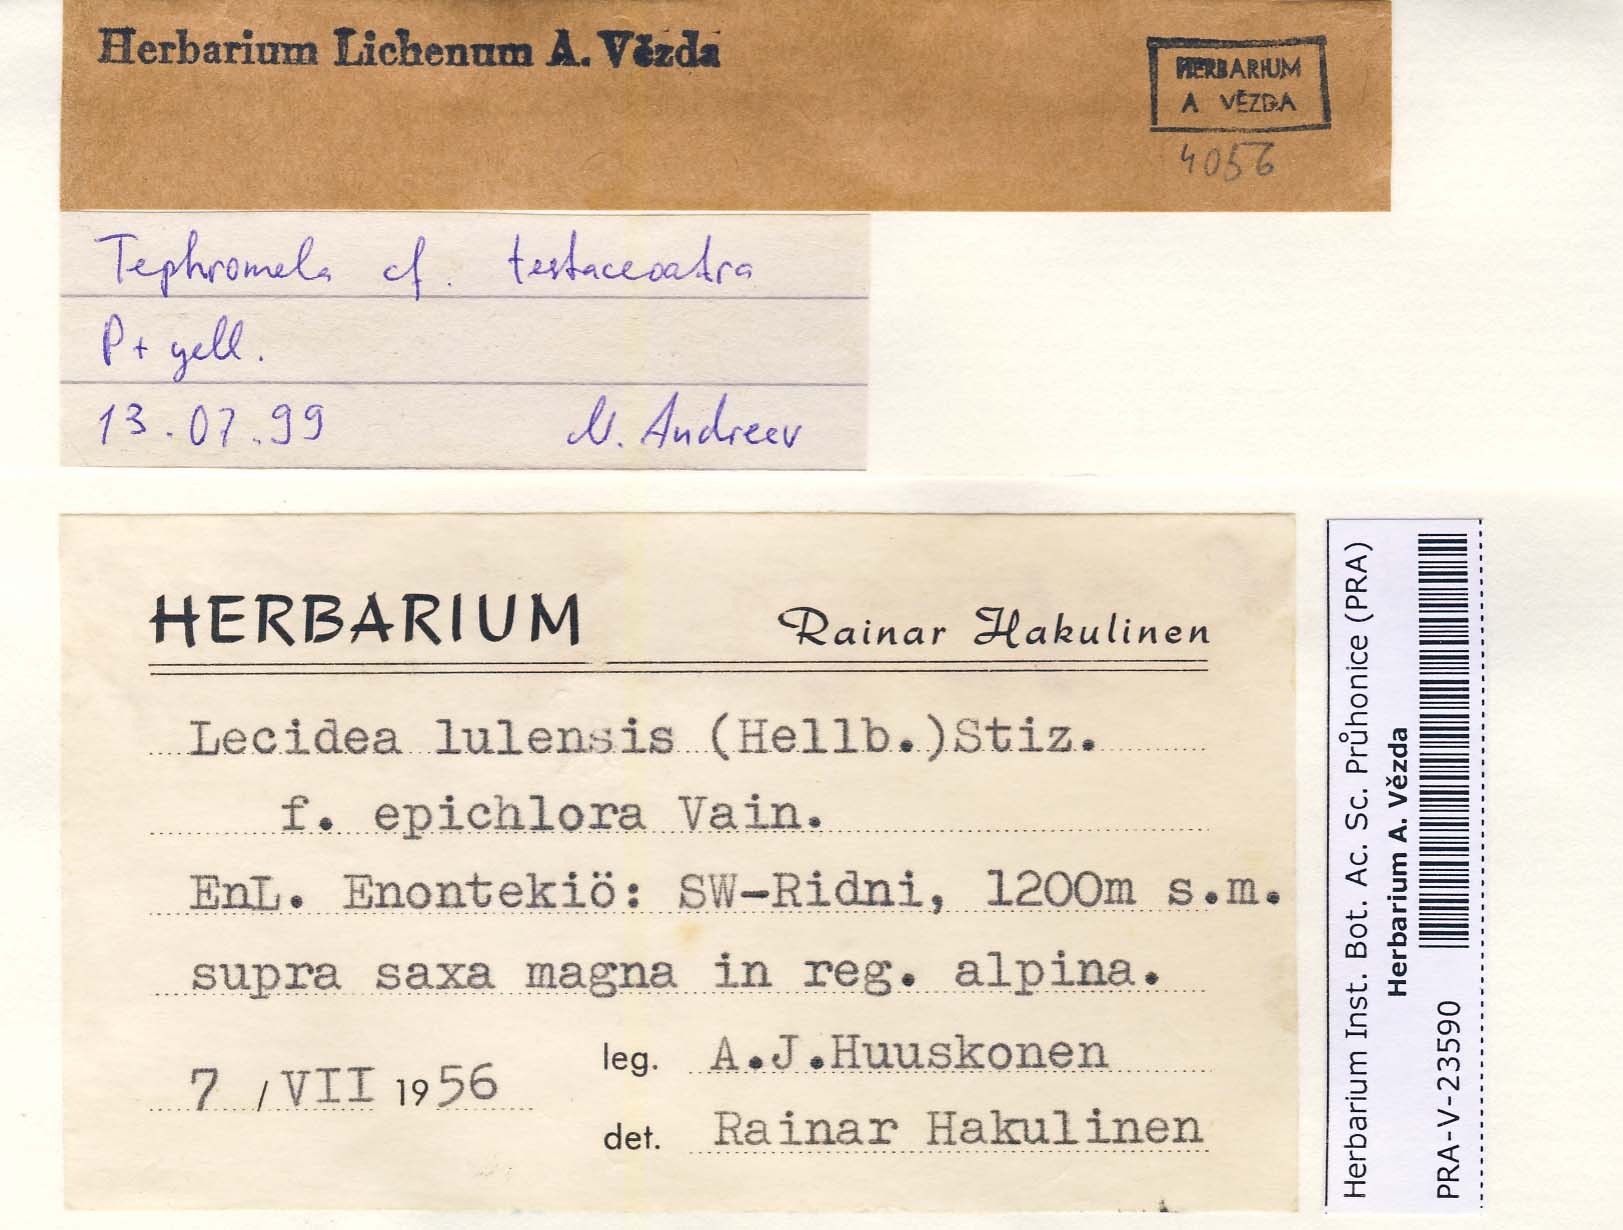 Herbarium Lichenum A. Vězda
HERBARIUM
A VĚZDA
4056
Tephromela cf. testaceoatra
P+ yell.
13.07.99 M. Andreev
HERBARIUM Rainar Hakulinen
Lecidea lulensis (Hellb.)Stiz.
f. epichlora Vain.
EnL. Enontekiö: SW-Ridni, 1200m s.m.
supra saxa magna in reg. alpina.
7 / VII 1956
leg. A.J.Huuskonen
det. Rainar Hakulinen
Herbarium Inst. Bot. Ac. Sc. Průhonice (PRA)
Herbarium A. Vězda
PRA-V-23590